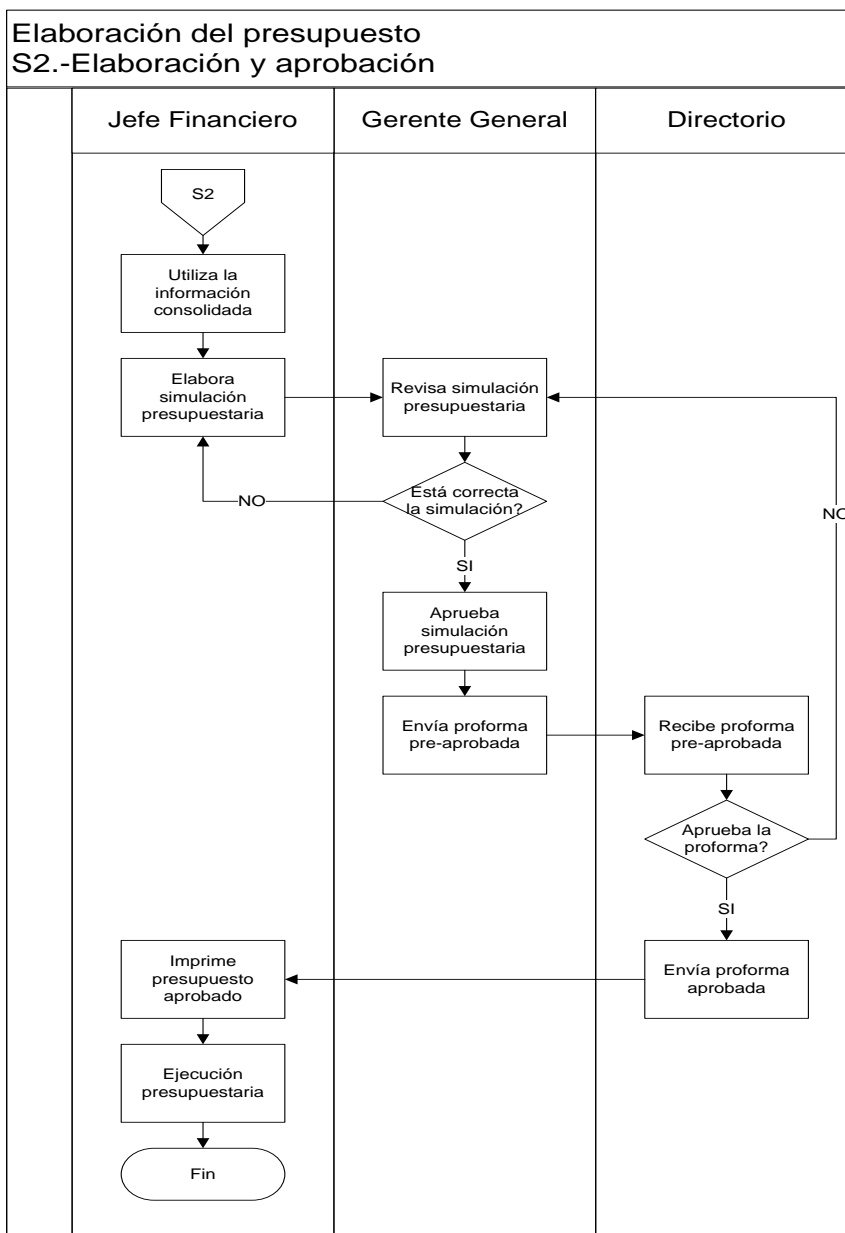 Elaboración del presupuesto
S2.-Elaboración y aprobación
Jefe Financiero
Gerente General
Directorio
S2
Utiliza la
información
consolidada
Elabora
simulación
presupuestaria
Revisa simulación
presupuestaria
Está correcta
la simulación?
NO
NO
SI
Aprueba
simulación
presupuestaria
Envía proforma
pre-aprobada
Recibe proforma
pre-aprobada
Aprueba la
proforma?
SI
Imprime
presupuesto
aprobado
Envía proforma
aprobada
Ejecución
presupuestaria
Fin